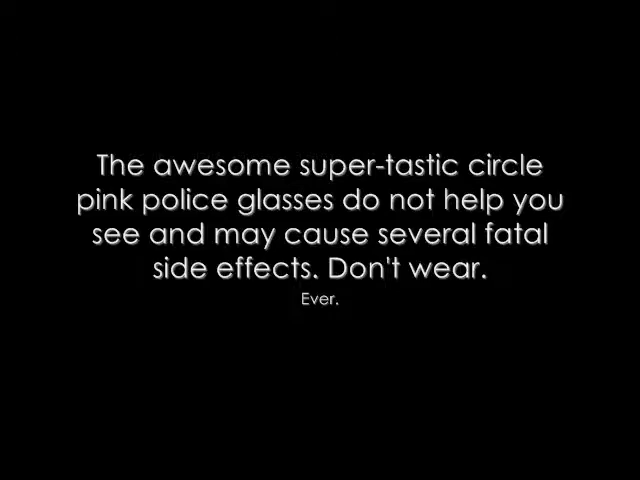 The awesome super-tastic circle
pink police glasses do not help you
see and may cause several fatal
side effects. Don't wear.
Ever.